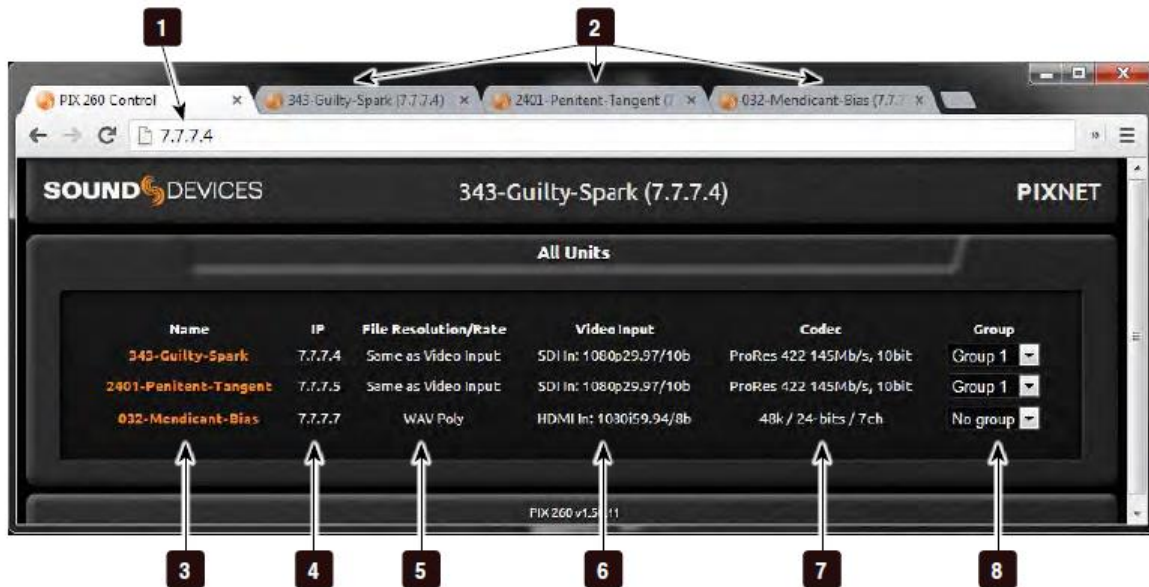 1
2
PIX 260 Control
343-Guilty-Spark (7.7.7.4)
2401-Penitent-Tangent (7
032-Mendicant-Bias (7.7.7
7.7.7.4
SOUND DEVICES
343-Guilty-Spark (7.7.7.4)
PIXNET
All Units
Name IP File Resolution/Rate Video Input Codec Group
343-Guilty-Spark 7.7.7.4 Same as Video Input SDI In: 1080p29.97/10b ProRes 422 145Mb/s, 10bit Group 1
2401-Penitent-Tangent 7.7.7.5 Same as Video Input SDI In: 1080p29.97/10b ProRes 422 145Mb/s, 10bit Group 1
032-Mendicant-Bias 7.7.7.7 WAV Poly HDMI In: 1080i59.94/8b 48k / 24-bits / 7ch No group
PIX 260
3
4
5
6
7
8